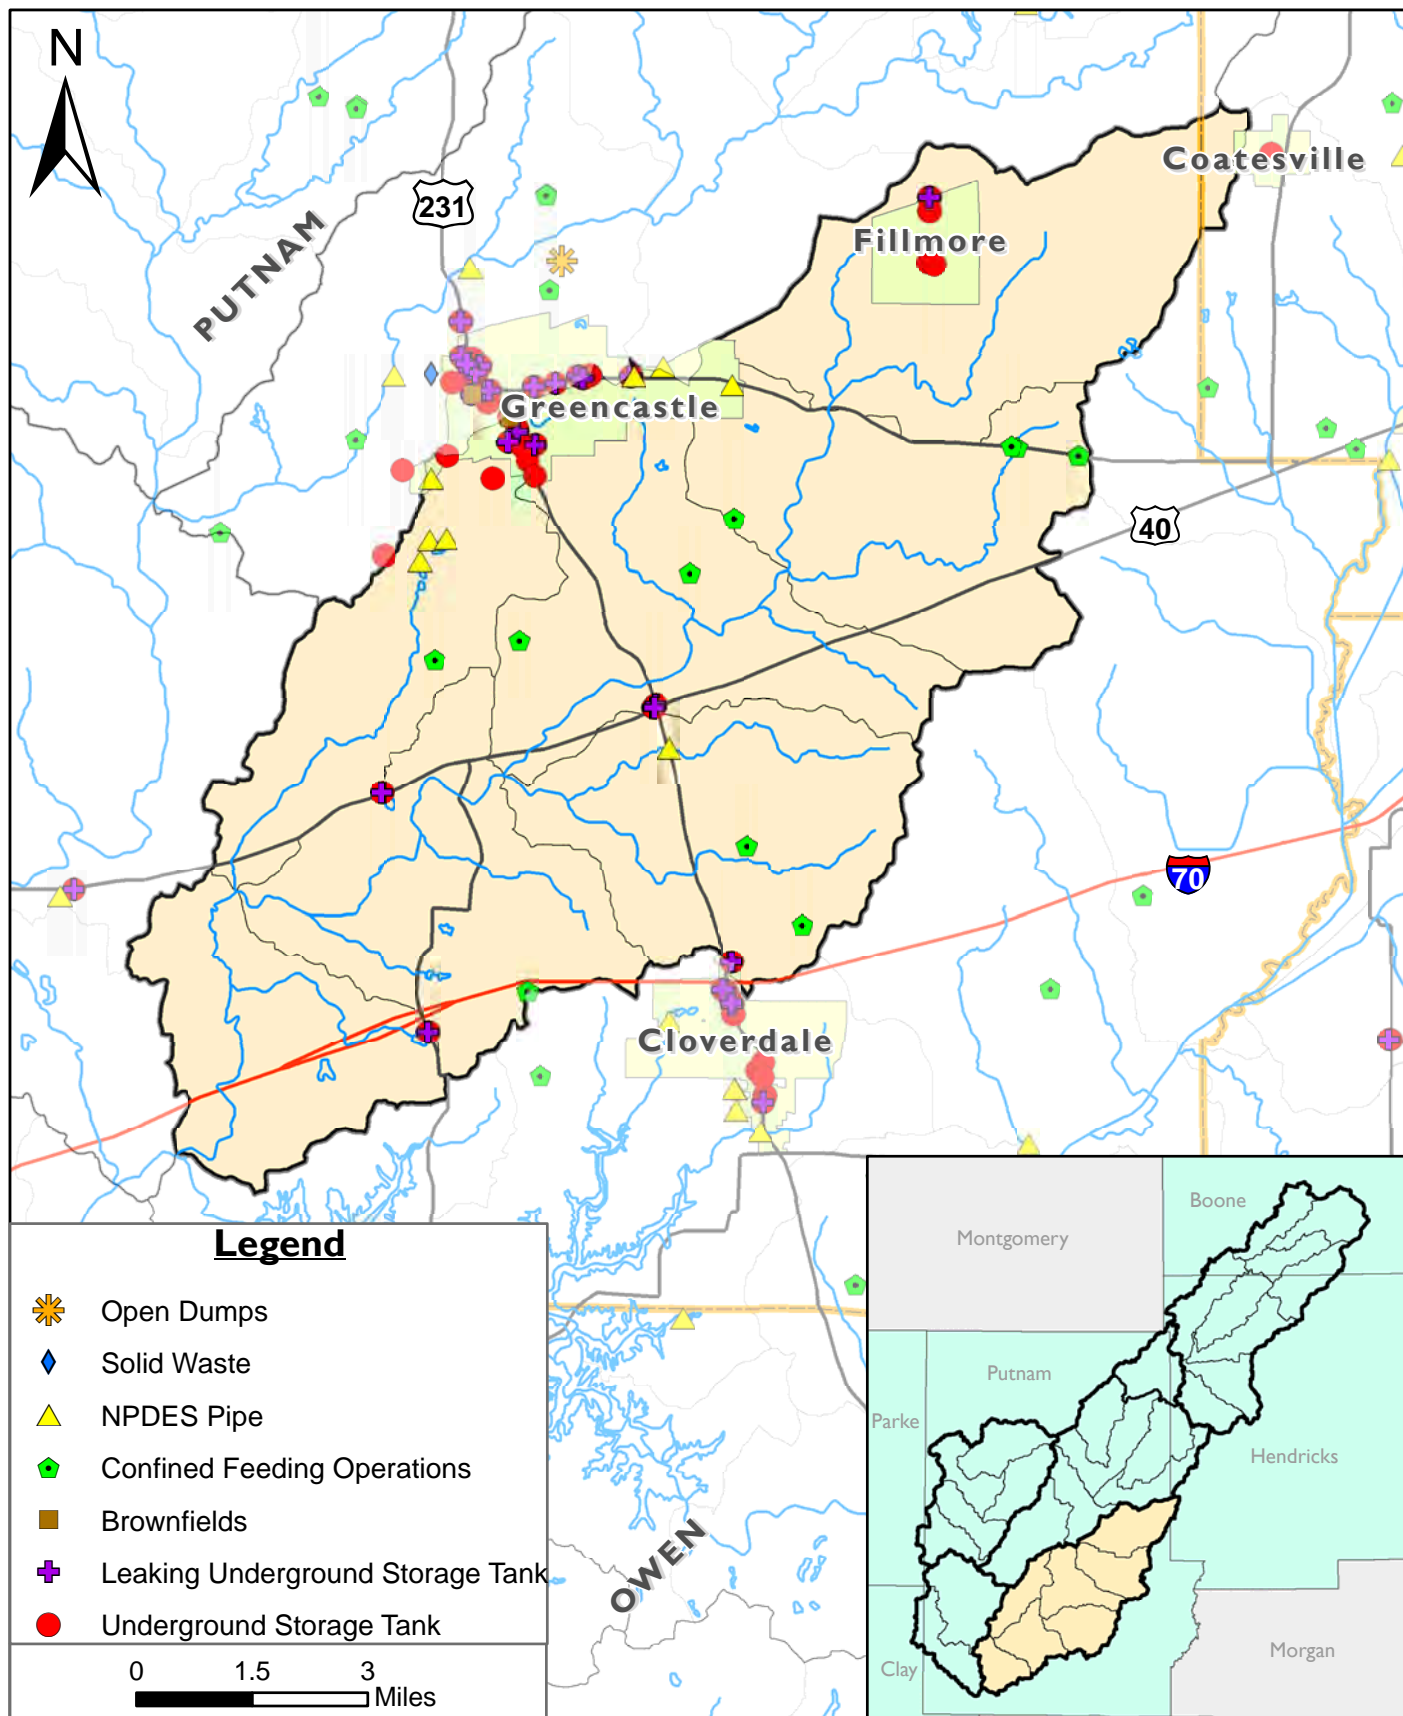 N
231
PUTNAM
Coatesville
Fillmore
Greencastle
40
70
Cloverdale
OWEN
Legend
Open Dumps
Solid Waste
NPDES Pipe
Confined Feeding Operations
Brownfields
Leaking Underground Storage Tank
Underground Storage Tank
0 1.5 3
Miles
Boone
Montgomery
Putnam
Parke
Hendricks
Clay
Morgan